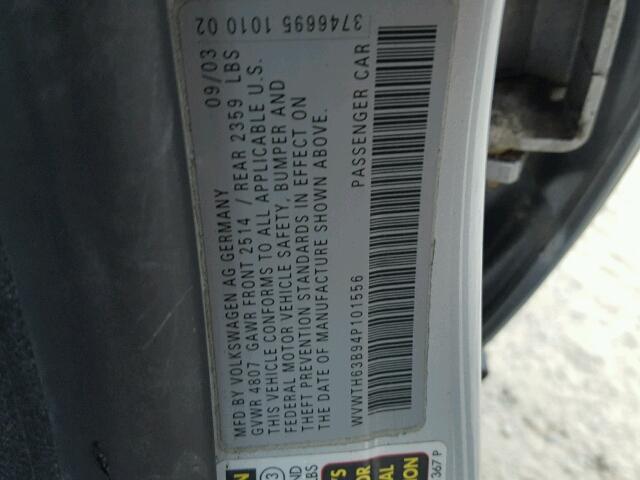 3746695 1010 02
MFD BY VOLKSWAGEN AG GERMANY 09/03
GVWR 4807 GAWR FRONT 2514 / REAR 2359 LBS
THIS VEHICLE CONFORMS TO ALL APPLICABLE U.S.
FEDERAL MOTOR VEHICLE SAFETY, BUMPER AND
THEFT PREVENTION STANDARDS IN EFFECT ON
THE DATE OF MANUFACTURE SHOWN ABOVE.
WVWTH63B94P101556 PASSENGER CAR